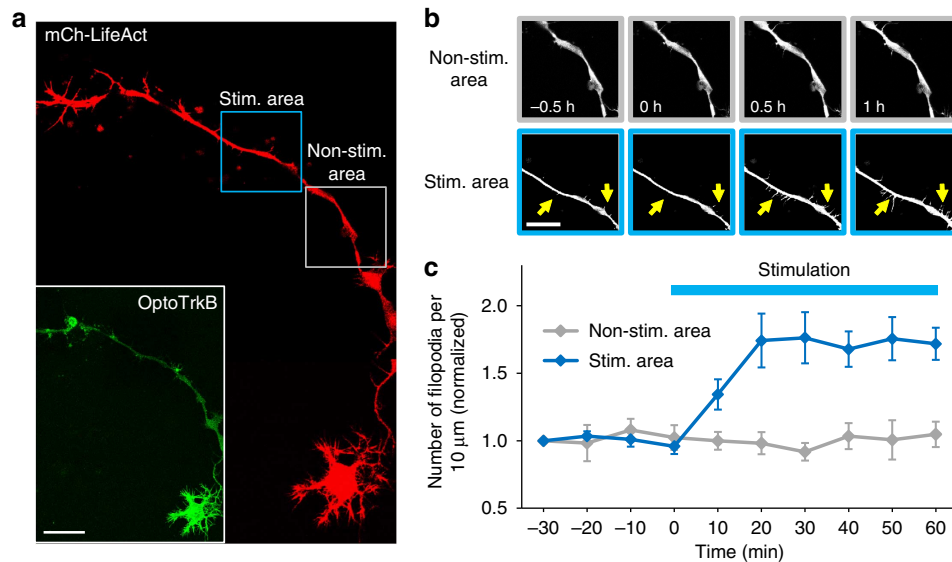 a
mCh-LifeAct
Stim. area
Non-stim.
area
OptoTrkB
b
Non-stim.
area
–0.5 h
0 h
0.5 h
1 h
Stim. area
c
Stimulation
Non-stim. area
Stim. area
Number of filopodia per
10 μm (normalized)
2.0
1.5
1.0
0.5
–30 –20 –10 0 10 20 30 40 50 60
Time (min)